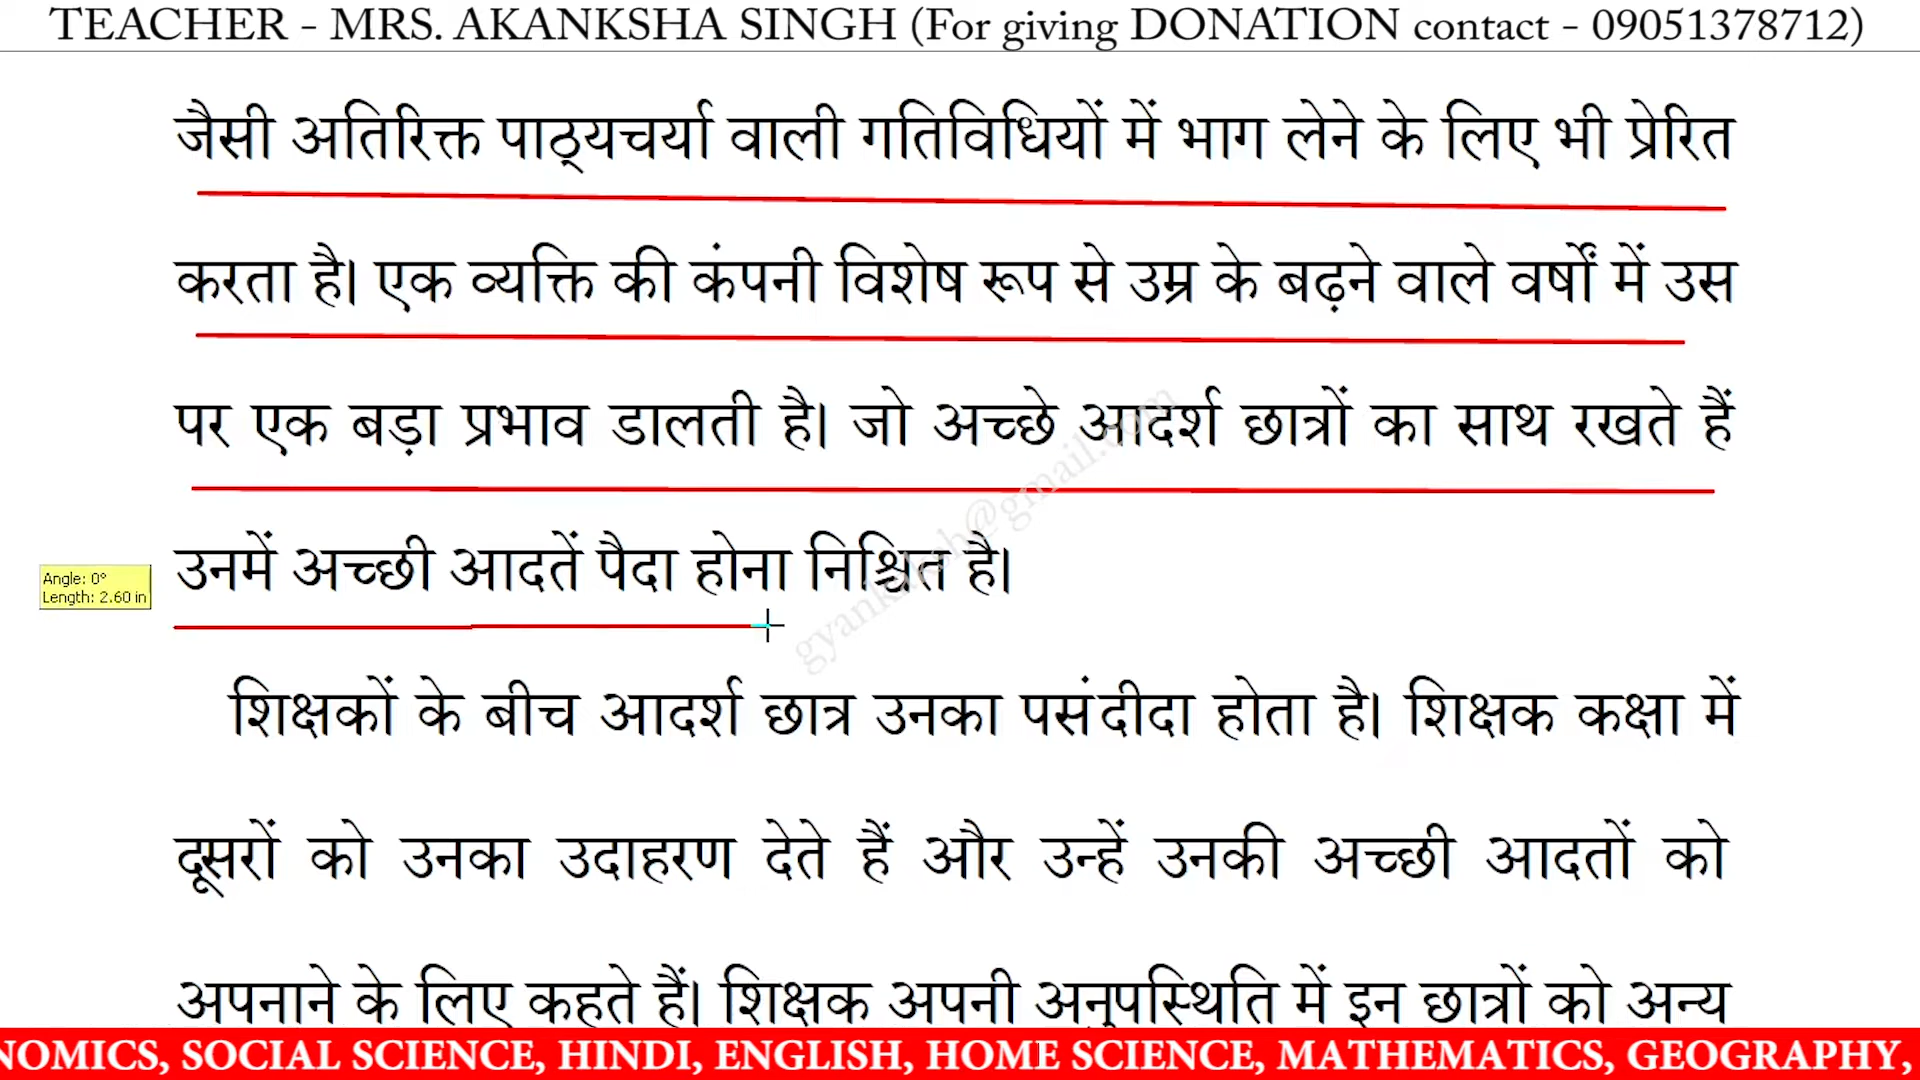 TEACHER - MRS. AKANKSHA SINGH (For giving DONATION contact - 09051378712)
जैसी अतिरिक्त पाठ्यचर्या वाली गतिविधियों में भाग लेने के लिए भी प्रेरित
करता है। एक व्यक्ति की कंपनी विशेष रूप से उम्र के बढ़ने वाले वर्षों में उस
पर एक बड़ा प्रभाव डालती है। जो अच्छे आदर्श छात्रों का साथ रखते हैं
उनमें अच्छी आदतें पैदा होना निश्चित है।
Angle: 0°
Length: 2.60 in
शिक्षकों के बीच आदर्श छात्र उनका पसंदीदा होता है। शिक्षक कक्षा में
दूसरों को उनका उदाहरण देते हैं और उन्हें उनकी अच्छी आदतों को
अपनाने के लिए कहते हैं। शिक्षक अपनी अनुपस्थिति में इन छात्रों को अन्य
NOMICS, SOCIAL SCIENCE, HINDI, ENGLISH, HOME SCIENCE, MATHEMATICS, GEOGRAPHY,